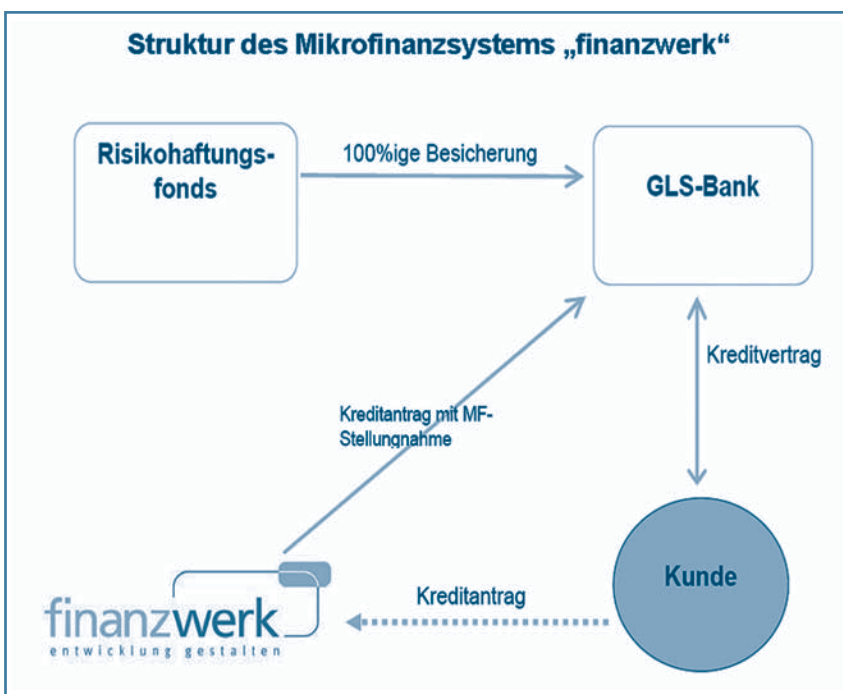 Struktur des Mikrofinanzsystems „finanzwerk“
Risikohaftungs-
fonds
100%ige Besicherung
GLS-Bank
Kreditvertrag
Kreditantrag mit MF-
Stellungnahme
Kunde
Kreditantrag
finanzwerk
entwicklung gestalten